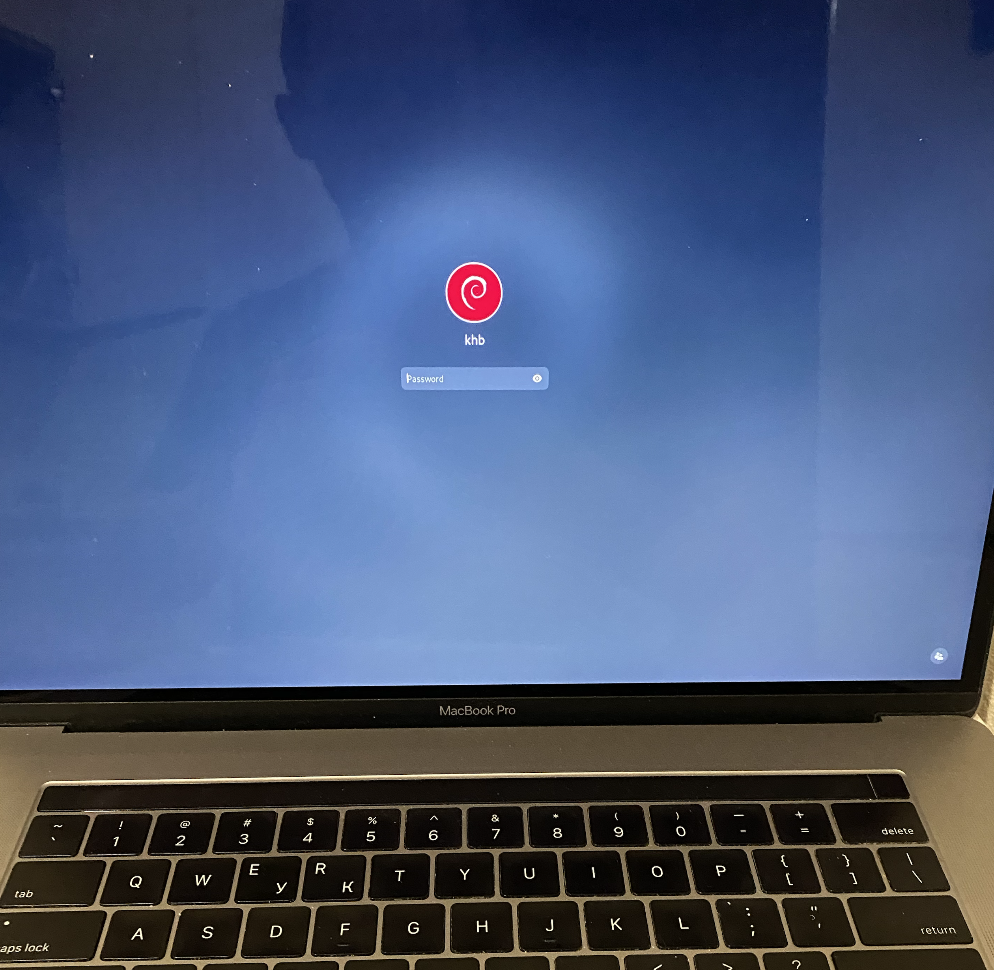 khb
Password
MacBook Pro
~ ! @ # $ % ^ & * ( ) — +
` 1 2 3 4 5 6 7 8 9 0 - = delete
tab Q W E у R к T Y U I O P { [ } ] | \
aps lock A S D F G H J K L : ; " ' return
< > ?